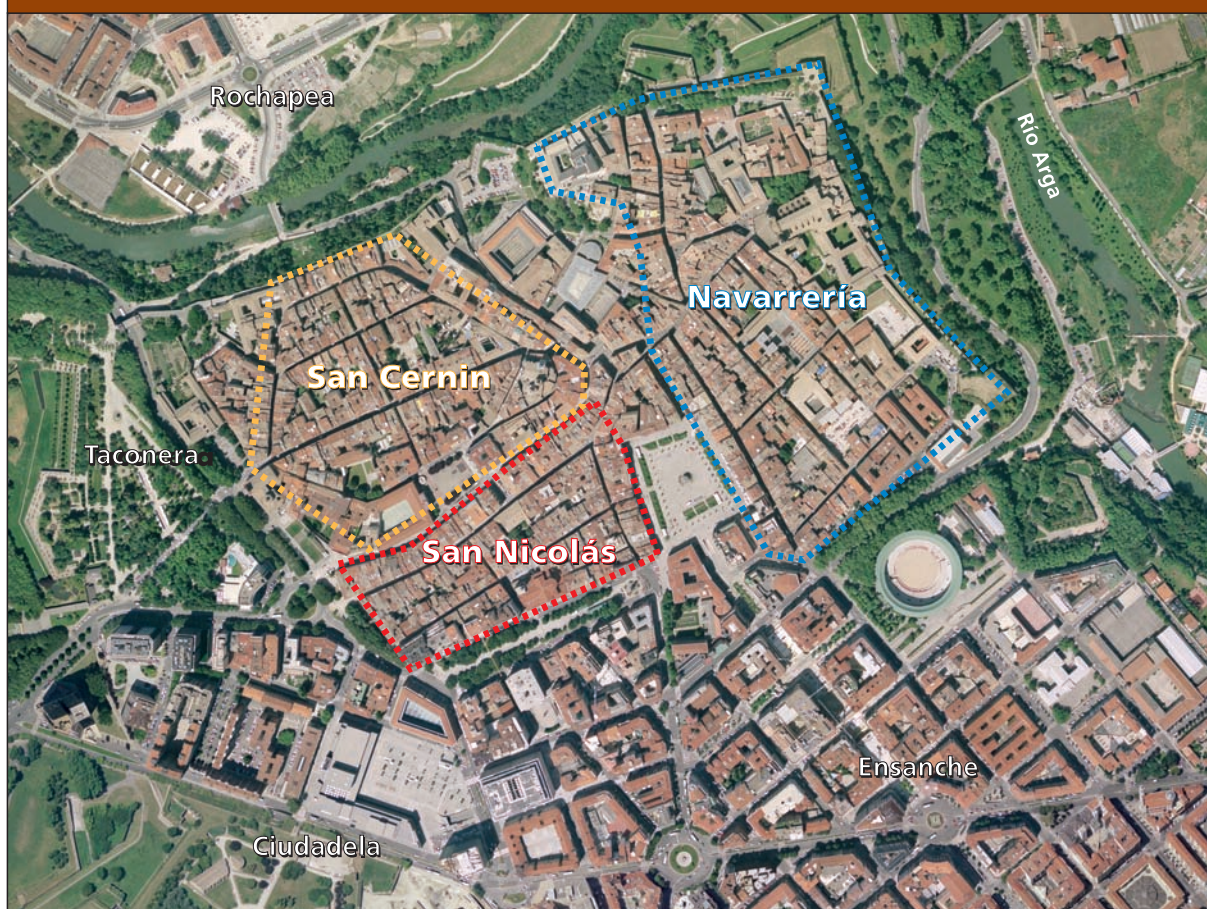 Rochapea
Río Arga
Navarrería
San Cernin
Taconera
San Nicolás
Ensanche
Ciudadela